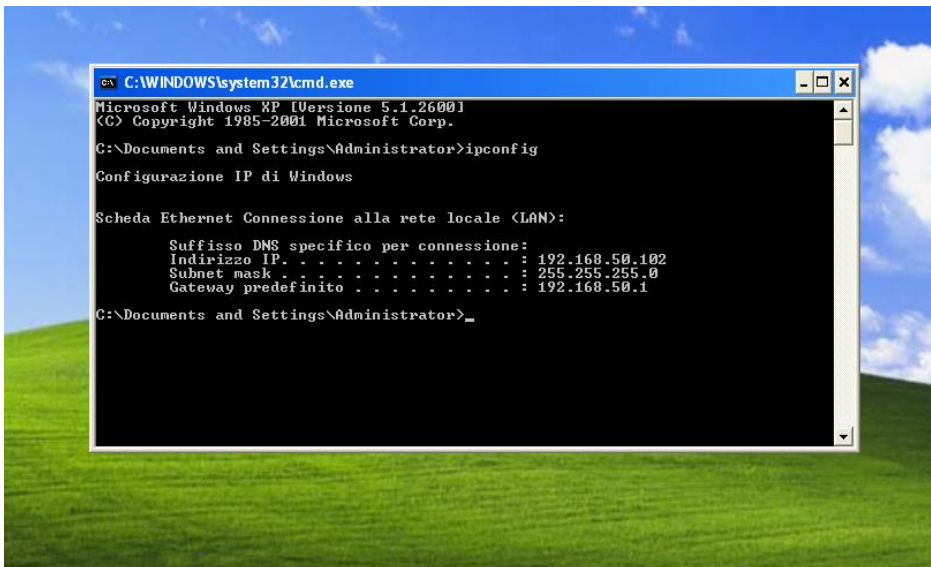 C:\WINDOWS\system32\cmd.exe
Microsoft Windows XP [Versione 5.1.2600]
(C) Copyright 1985-2001 Microsoft Corp.
C:\Documents and Settings\Administrator>ipconfig
Configurazione IP di Windows
Scheda Ethernet Connessione alla rete locale (LAN):
Suffisso DNS specifico per connessione:
Indirizzo IP. . . . . . . . . . . . . : 192.168.50.102
Subnet mask . . . . . . . . . . . . . : 255.255.255.0
Gateway predefinito . . . . . . . . . : 192.168.50.1
C:\Documents and Settings\Administrator>_